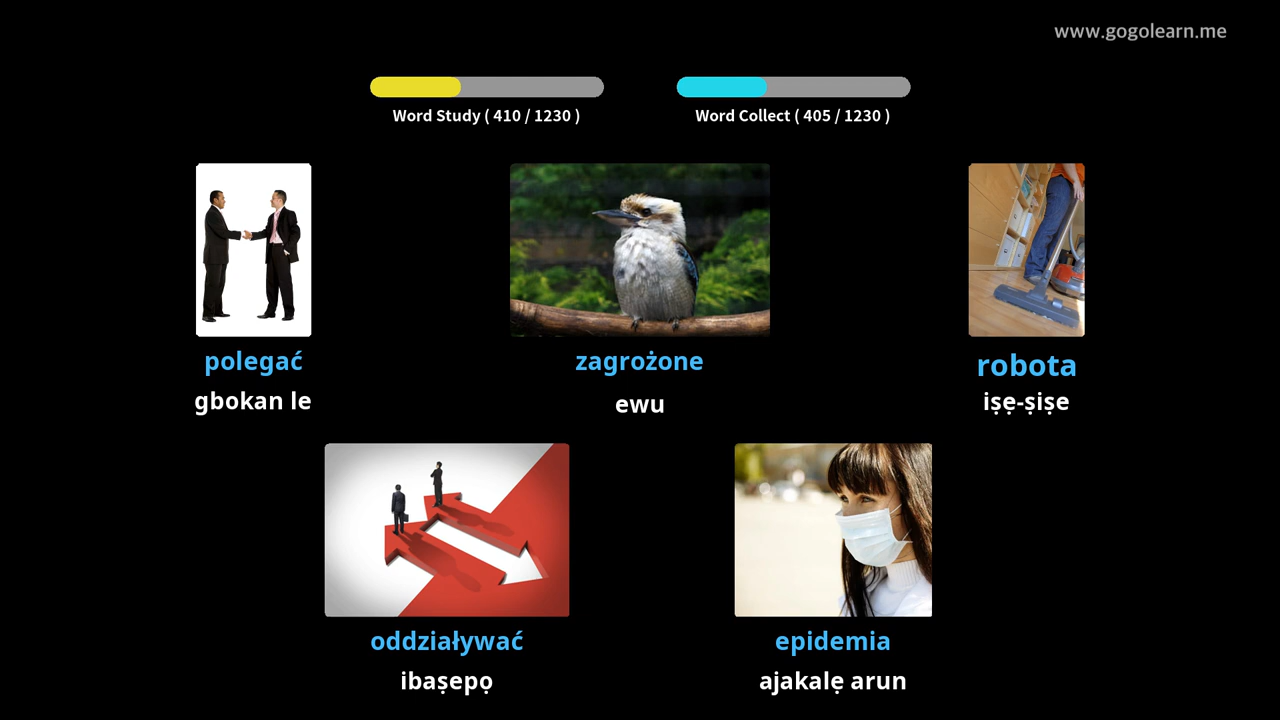 www.gogolearn.me
Word Study ( 410 / 1230 )
Word Collect ( 405 / 1230 )
polegać
gbokan le
zagrożone
ewu
robota
iṣẹ-ṣiṣe
oddziaływać
ibaṣepọ
epidemia
ajakalẹ arun